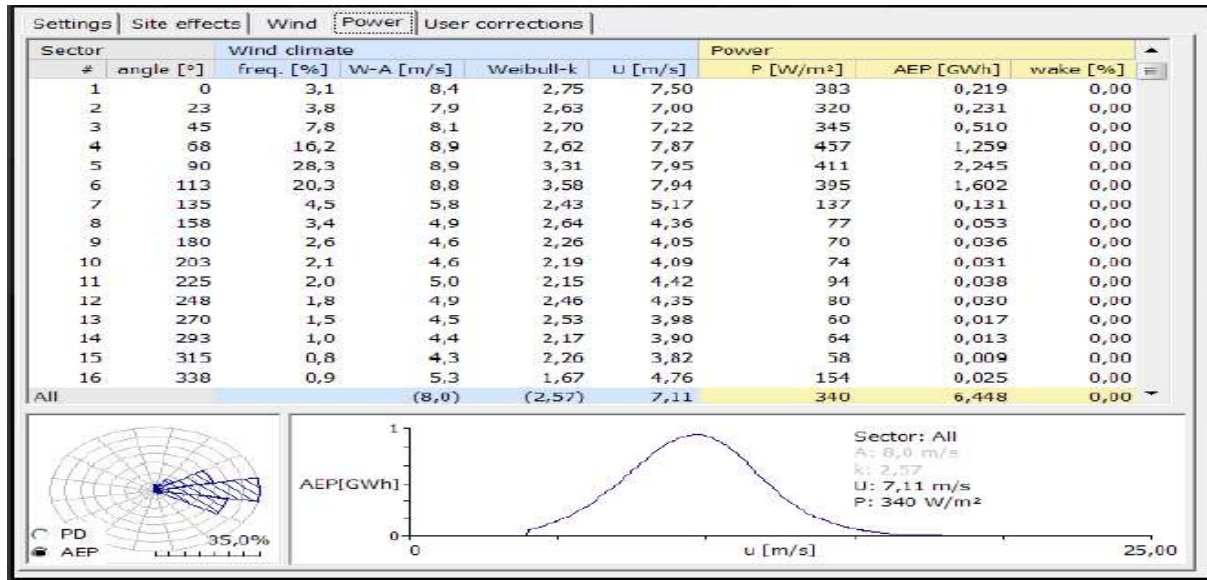 Settings Site effects Wind Power User corrections
Sector Wind climate Power
# angle [°] freq. [%] W-A [m/s] Weibull-k U [m/s] P [W/m²] AEP [GWh] wake [%]
1 0 3,1 8,4 2,75 7,50 383 0,219 0,00
2 23 3,8 7,9 2,63 7,00 320 0,231 0,00
3 45 7,8 8,1 2,70 7,22 345 0,510 0,00
4 68 16,2 8,9 2,62 7,87 457 1,259 0,00
5 90 28,3 8,9 3,31 7,95 411 2,245 0,00
6 113 20,3 8,8 3,58 7,94 395 1,602 0,00
7 135 4,5 5,8 2,43 5,17 137 0,131 0,00
8 158 3,4 4,9 2,64 4,36 77 0,053 0,00
9 180 2,6 4,6 2,26 4,05 70 0,036 0,00
10 203 2,1 4,6 2,19 4,09 74 0,031 0,00
11 225 2,0 5,0 2,15 4,42 94 0,038 0,00
12 248 1,8 4,9 2,46 4,35 80 0,030 0,00
13 270 1,5 4,5 2,53 3,98 60 0,017 0,00
14 293 1,0 4,4 2,17 3,90 64 0,013 0,00
15 315 0,8 4,3 2,26 3,82 58 0,009 0,00
16 338 0,9 5,3 1,67 4,76 154 0,025 0,00
All (8,0) (2,57) 7,11 340 6,448 0,00
PD
AEP
35,0%
1
AEP[GWh]
0
0 u [m/s] 25,00
Sector: All
A: 8,0 m/s
k: 2,57
U: 7,11 m/s
P: 340 W/m²